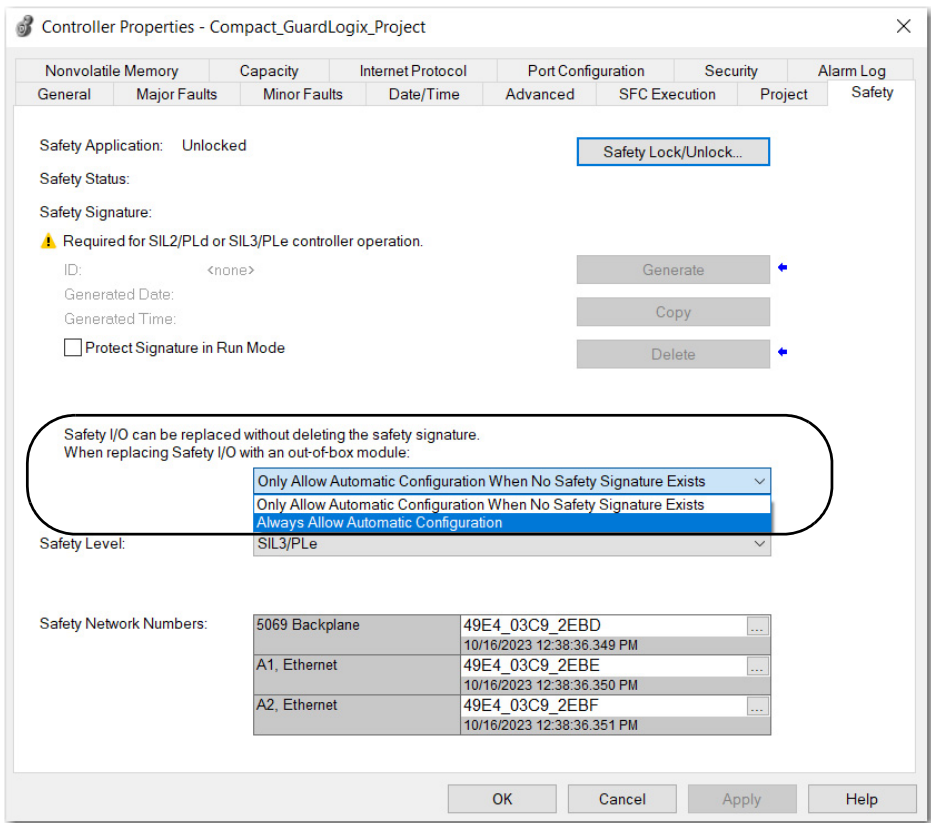 Controller Properties - Compact_GuardLogix_Project
Nonvolatile Memory Capacity Internet Protocol Port Configuration Security Alarm Log
General Major Faults Minor Faults Date/Time Advanced SFC Execution Project Safety
Safety Application: Unlocked
Safety Lock/Unlock...
Safety Status:
Safety Signature:
Required for SIL2/PLd or SIL3/PLe controller operation.
ID: <none>
Generate
Generated Date:
Copy
Generated Time:
Protect Signature in Run Mode
Delete
Safety I/O can be replaced without deleting the safety signature.
When replacing Safety I/O with an out-of-box module:
Only Allow Automatic Configuration When No Safety Signature Exists
Only Allow Automatic Configuration When No Safety Signature Exists
Always Allow Automatic Configuration
Safety Level: SIL3/PLe
Safety Network Numbers: 5069 Backplane 49E4_03C9_2EBD ...
10/16/2023 12:38:36.349 PM
A1, Ethernet 49E4_03C9_2EBE ...
10/16/2023 12:38:36.350 PM
A2, Ethernet 49E4_03C9_2EBF ...
10/16/2023 12:38:36.351 PM
OK Cancel Apply Help